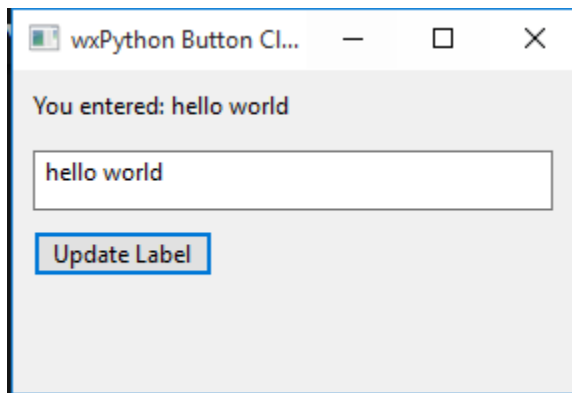 wxPython Button Cl...
You entered: hello world
hello world
Update Label